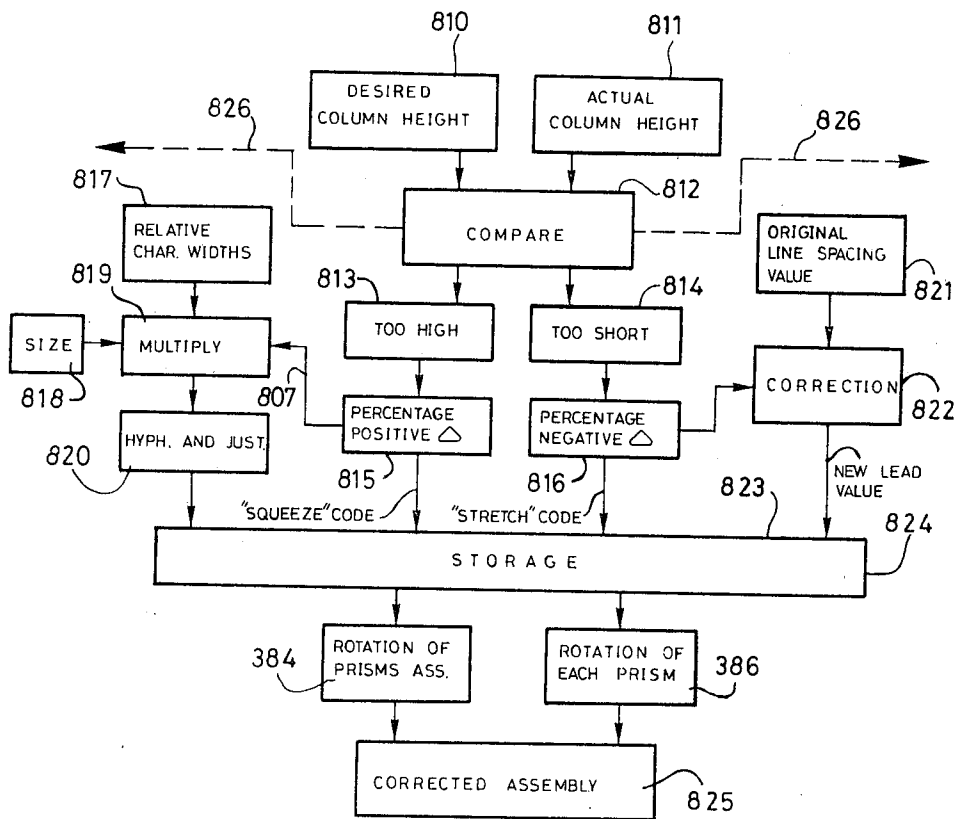 810
811
DESIRED
COLUMN HEIGHT
ACTUAL
COLUMN HEIGHT
826
826
812
817
COMPARE
RELATIVE
CHAR. WIDTHS
ORIGINAL
LINE SPACING
VALUE
821
819
813
814
TOO HIGH
TOO SHORT
SIZE
818
MULTIPLY
807
CORRECTION
822
PERCENTAGE
POSITIVE △
815
PERCENTAGE
NEGATIVE △
816
HYPH. AND JUST.
820
"SQUEEZE" CODE
"STRETCH" CODE
NEW LEAD
VALUE
823
824
STORAGE
384
ROTATION OF
PRISMS ASS.
ROTATION OF
EACH PRISM
386
CORRECTED ASSEMBLY
825